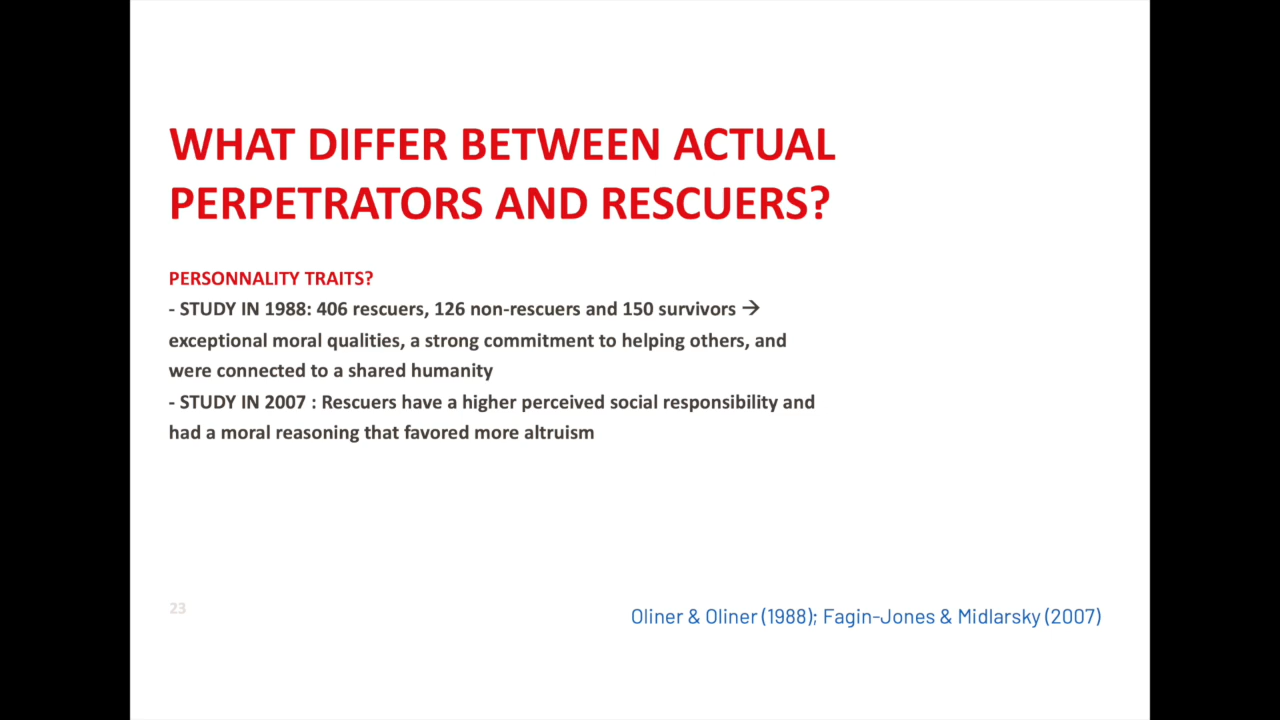 WHAT DIFFER BETWEEN ACTUAL
PERPETRATORS AND RESCUERS?
PERSONNALITY TRAITS?
- STUDY IN 1988: 406 rescuers, 126 non-rescuers and 150 survivors →
exceptional moral qualities, a strong commitment to helping others, and
were connected to a shared humanity
- STUDY IN 2007 : Rescuers have a higher perceived social responsibility and
had a moral reasoning that favored more altruism
23
Oliner & Oliner (1988); Fagin-Jones & Midlarsky (2007)